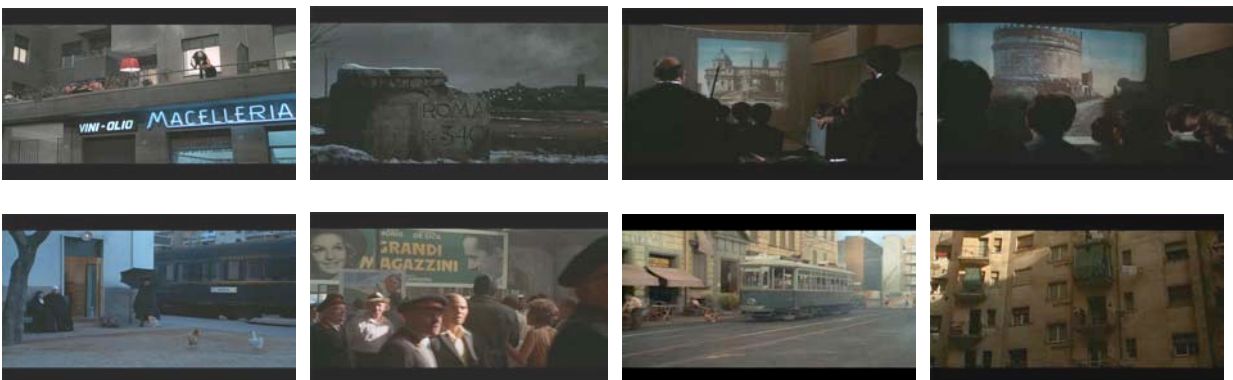 VINI - OLIO MACELLERIA
ROMA
340
GRANDI
MAGAZZINI